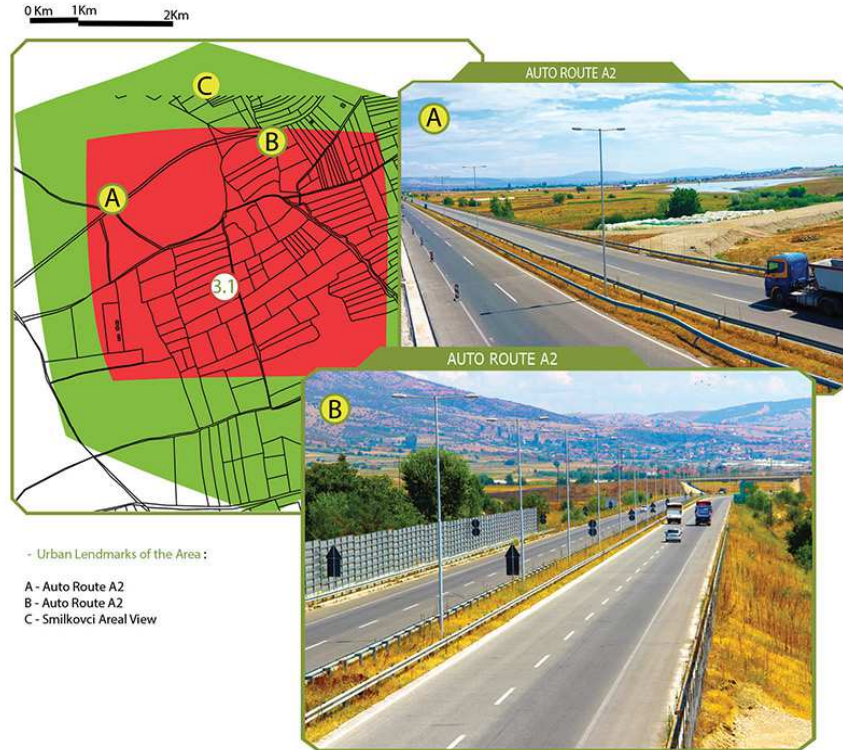 0 Km 1Km 2Km
C
B
A
3.1
AUTO ROUTE A2
A
AUTO ROUTE A2
B
- Urban Lendmarks of the Area :
A - Auto Route A2
B - Auto Route A2
C - Smilkovci Areal View